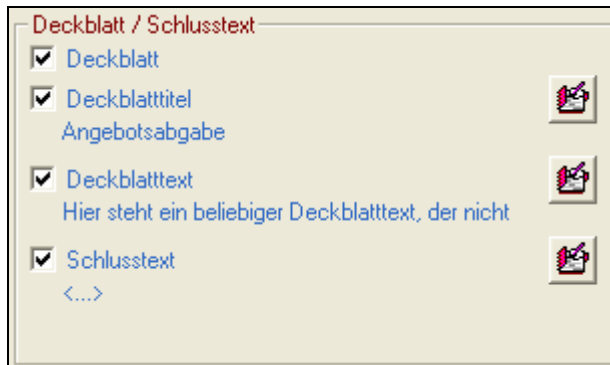 Deckblatt / Schlusstext
Deckblatt
Deckblatttitel
Angebotsabgabe
Deckblatttext
Hier steht ein beliebiger Deckblatttext, der nicht
Schlusstext
<...>